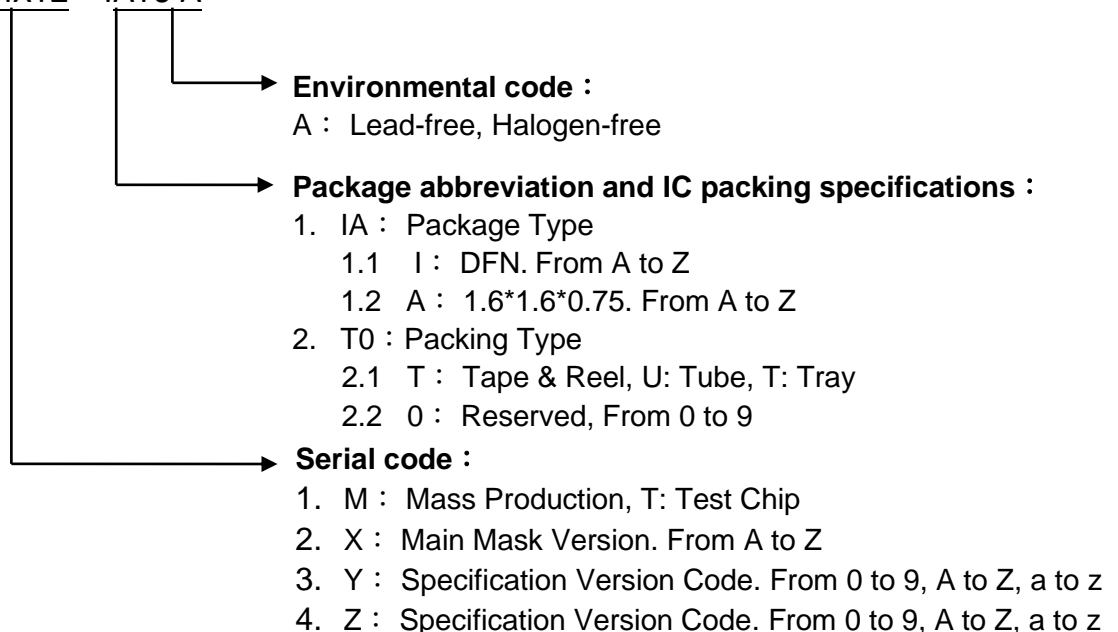 Environmental code：
A： Lead-free, Halogen-free
Package abbreviation and IC packing specifications：
1. IA： Package Type
1.1 I： DFN. From A to Z
1.2 A： 1.6*1.6*0.75. From A to Z
2. T0：Packing Type
2.1 T： Tape & Reel, U: Tube, T: Tray
2.2 0： Reserved, From 0 to 9
Serial code：
1. M： Mass Production, T: Test Chip
2. X： Main Mask Version. From A to Z
3. Y： Specification Version Code. From 0 to 9, A to Z, a to z
4. Z： Specification Version Code. From 0 to 9, A to Z, a to z